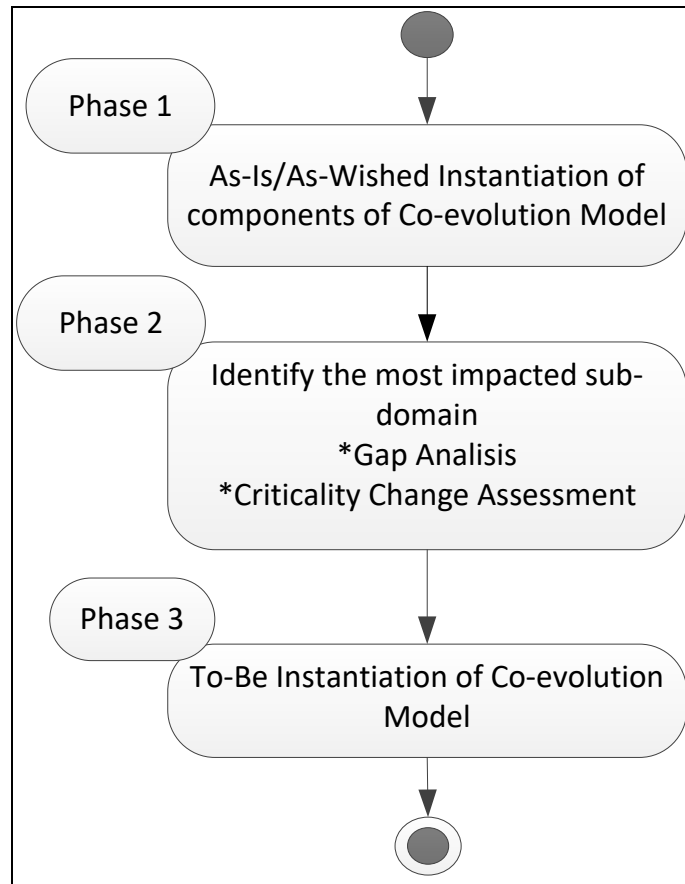 Phase 1
As-Is/As-Wished Instantiation of
components of Co-evolution Model
Phase 2
Identify the most impacted sub-
domain
*Gap Analisis
*Criticality Change Assessment
Phase 3
To-Be Instantiation of Co-evolution
Model